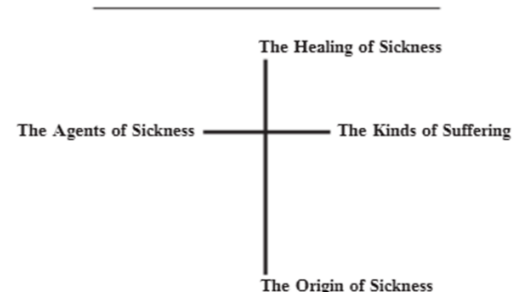 The Healing of Sickness
The Agents of Sickness
The Kinds of Suffering
The Origin of Sickness